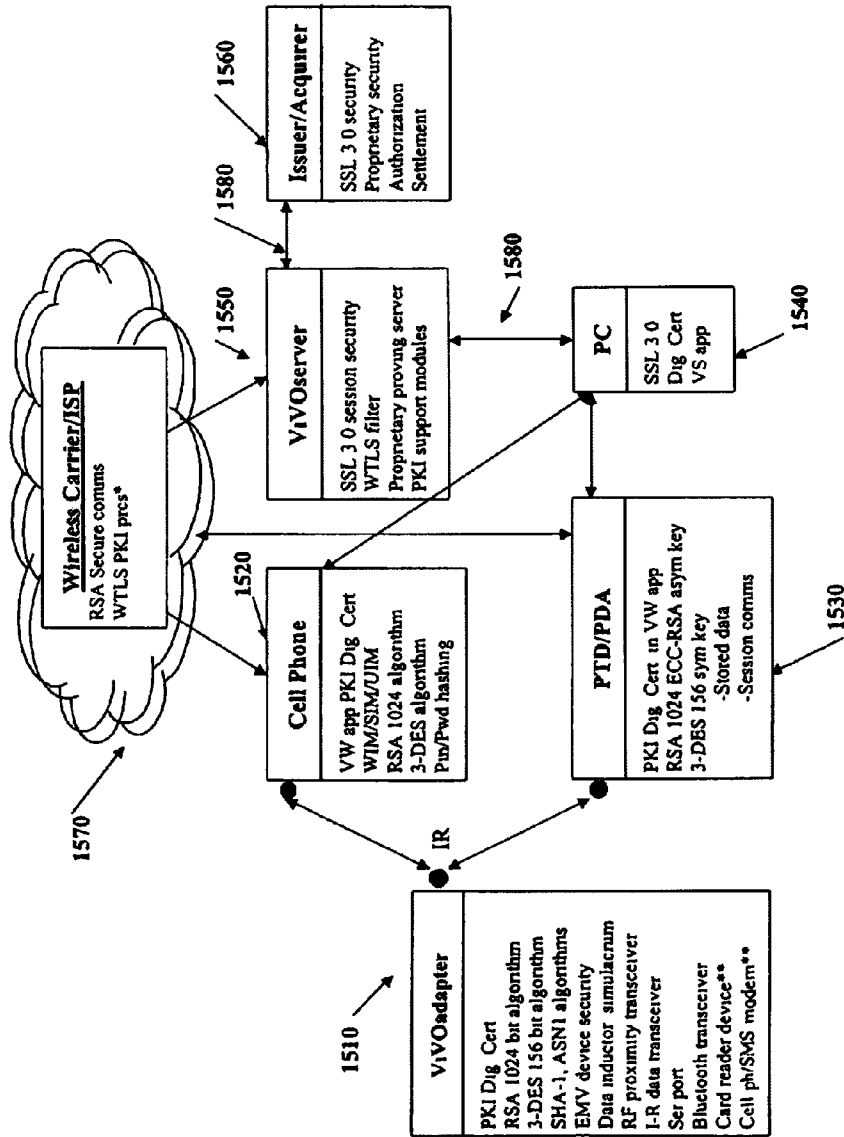 1570
Wireless Carrier/ISP
RSA Secure comms
WTLS PKI prcs*
1510
ViVOadapter
PKI Dig Cert
RSA 1024 bit algorithm
3-DES 156 bit algorithm
SHA-1, ASN1 algorithms
EMV device security
Data inductor simulacrum
RF proximity transceiver
I-R data transceiver
Ser port
Bluetooth transceiver
Card reader device**
Cell ph/SMS modem**
IR
1520
Cell Phone
VW app PKI Dig Cert
WIM/SIM/UIM
RSA 1024 algorithm
3-DES algorithm
Pin/Pwd hashing
1550
ViVOserver
SSL 3 0 session security
WTLS filter
Proprietary proving server
PKI support modules
1580
1560
Issuer/Acquirer
SSL 3 0 security
Proprietary security
Authorization
Settlement
PTD/PDA
PKI Dig Cert in VW app
RSA 1024 ECC-RSA asym key
3-DES 156 sym key
-Stored data
-Session comms
1530
1580
PC
SSL 3 0
Dig Cert
VS app
1540